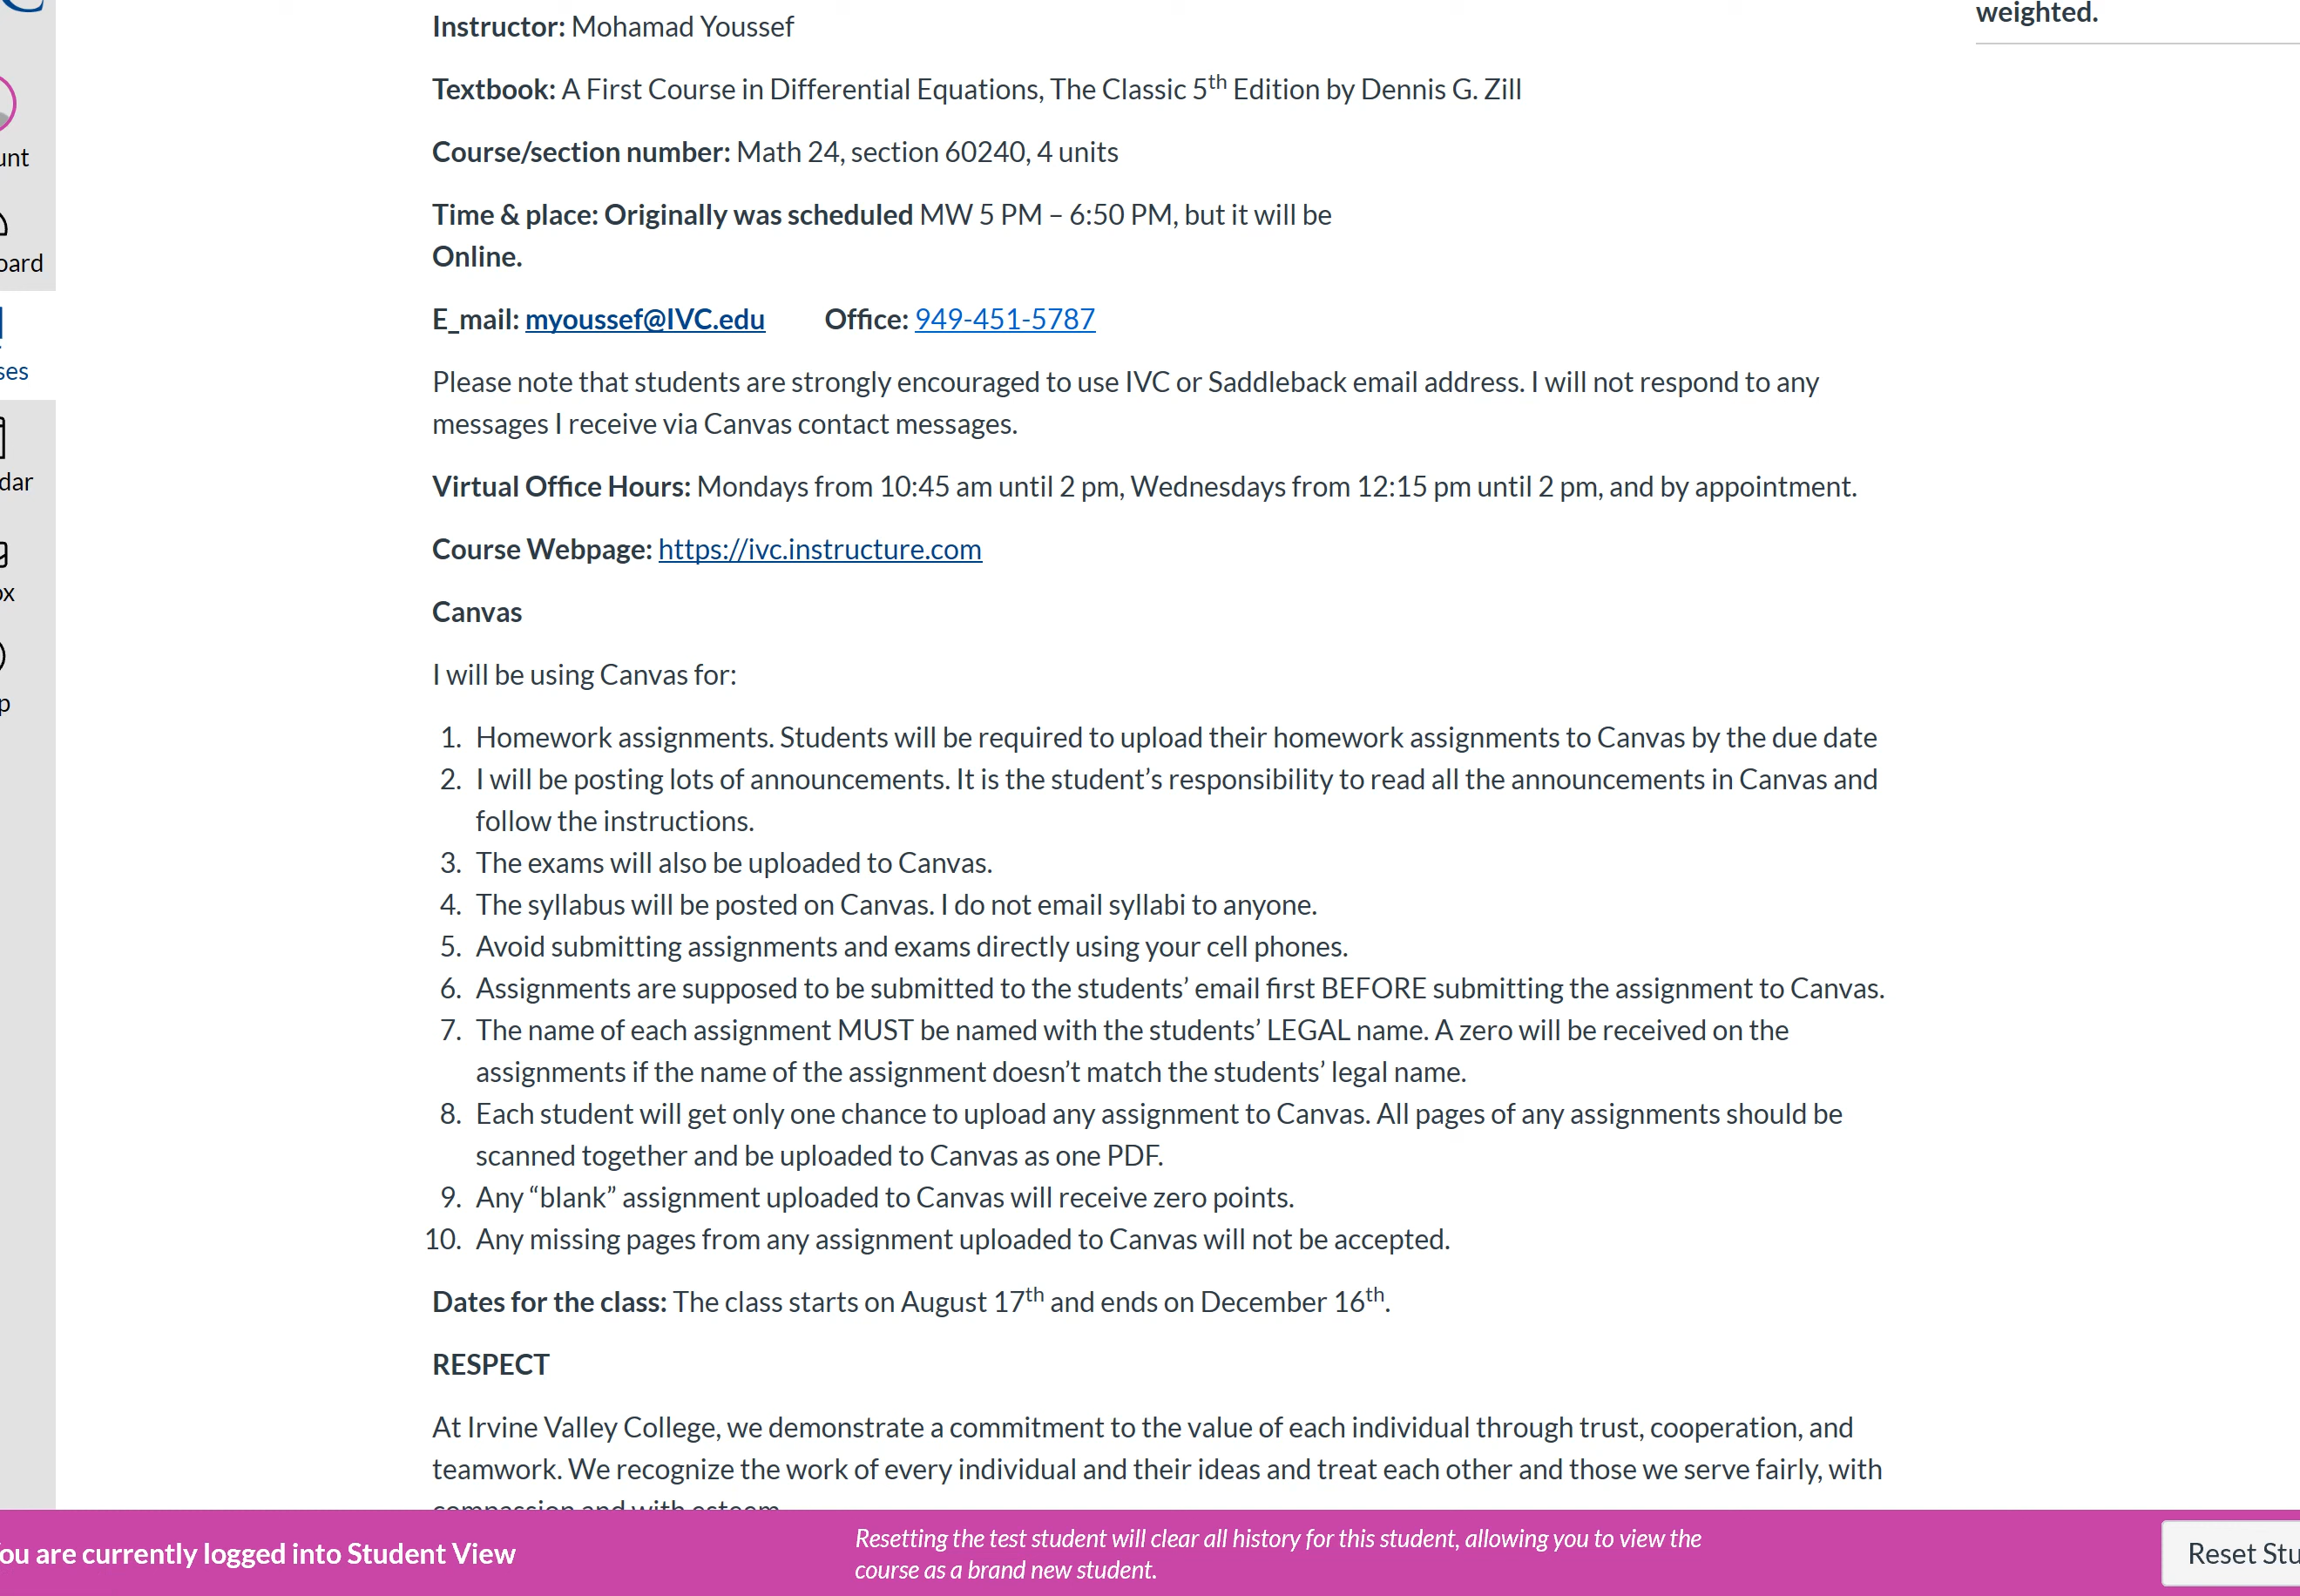 weighted.
Instructor: Mohamad Youssef
Textbook: A First Course in Differential Equations, The Classic 5th Edition by Dennis G. Zill
Course/section number: Math 24, section 60240, 4 units
Time & place: Originally was scheduled MW 5 PM – 6:50 PM, but it will be
Online.
E_mail: myoussef@IVC.edu Office: 949-451-5787
Please note that students are strongly encouraged to use IVC or Saddleback email address. I will not respond to any
messages I receive via Canvas contact messages.
Virtual Office Hours: Mondays from 10:45 am until 2 pm, Wednesdays from 12:15 pm until 2 pm, and by appointment.
Course Webpage: https://ivc.instructure.com
Canvas
I will be using Canvas for:
1. Homework assignments. Students will be required to upload their homework assignments to Canvas by the due date
2. I will be posting lots of announcements. It is the student’s responsibility to read all the announcements in Canvas and
follow the instructions.
3. The exams will also be uploaded to Canvas.
4. The syllabus will be posted on Canvas. I do not email syllabi to anyone.
5. Avoid submitting assignments and exams directly using your cell phones.
6. Assignments are supposed to be submitted to the students’ email first BEFORE submitting the assignment to Canvas.
7. The name of each assignment MUST be named with the students’ LEGAL name. A zero will be received on the
assignments if the name of the assignment doesn’t match the students’ legal name.
8. Each student will get only one chance to upload any assignment to Canvas. All pages of any assignments should be
scanned together and be uploaded to Canvas as one PDF.
9. Any “blank” assignment uploaded to Canvas will receive zero points.
10. Any missing pages from any assignment uploaded to Canvas will not be accepted.
Dates for the class: The class starts on August 17th and ends on December 16th.
RESPECT
At Irvine Valley College, we demonstrate a commitment to the value of each individual through trust, cooperation, and
teamwork. We recognize the work of every individual and their ideas and treat each other and those we serve fairly, with
compassion and with esteem.
ou are currently logged into Student View
Resetting the test student will clear all history for this student, allowing you to view the
course as a brand new student.
Reset Stu
unt
oard
ses
dar
ox
p